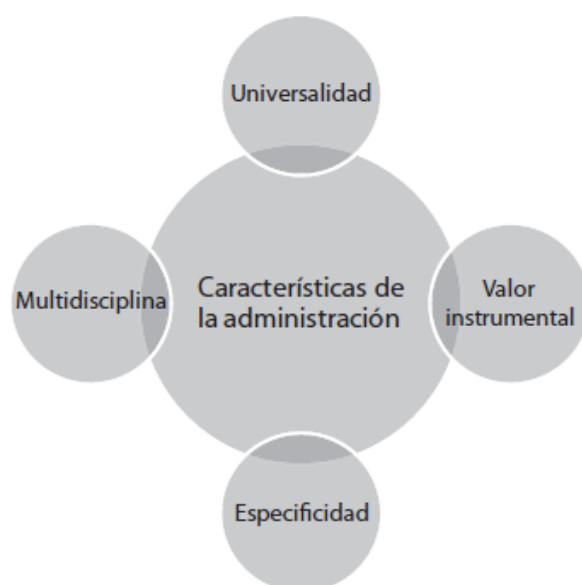 Universalidad
Multidisciplina
Características de
la administración
Valor
instrumental
Especificidad